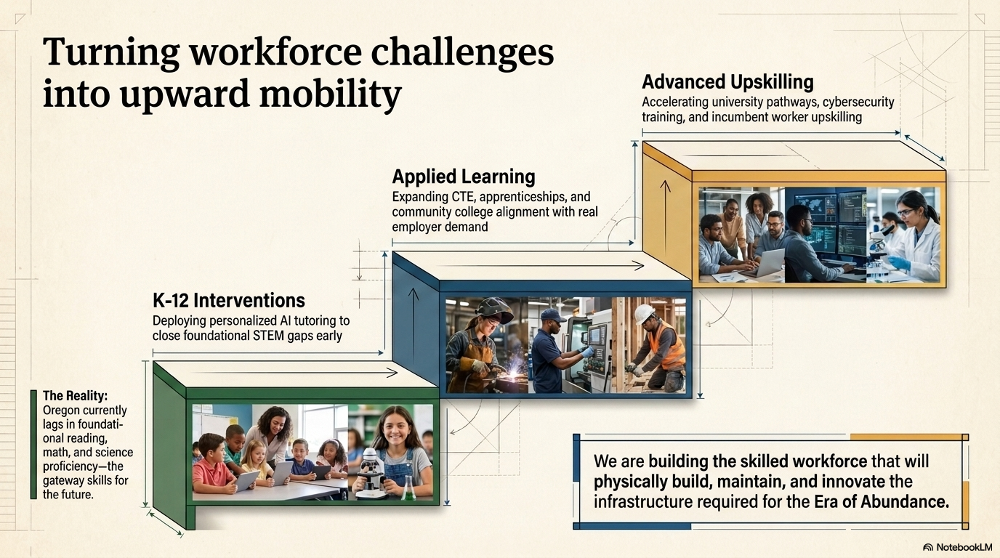 Turning workforce challenges
into upward mobility
Advanced Upskilling
Accelerating university pathways, cybersecurity
training, and incumbent worker upskilling
Applied Learning
Expanding CTE, apprenticeships, and
community college alignment with real
employer demand
K-12 Interventions
Deploying personalized AI tutoring to
close foundational STEM gaps early
The Reality:
Oregon currently
lags in foundati-
onal reading,
math, and science
proficiency—the
gateway skills for
the future.
We are building the skilled workforce that will
physically build, maintain, and innovate the
infrastructure required for the Era of Abundance.
NotebookLM